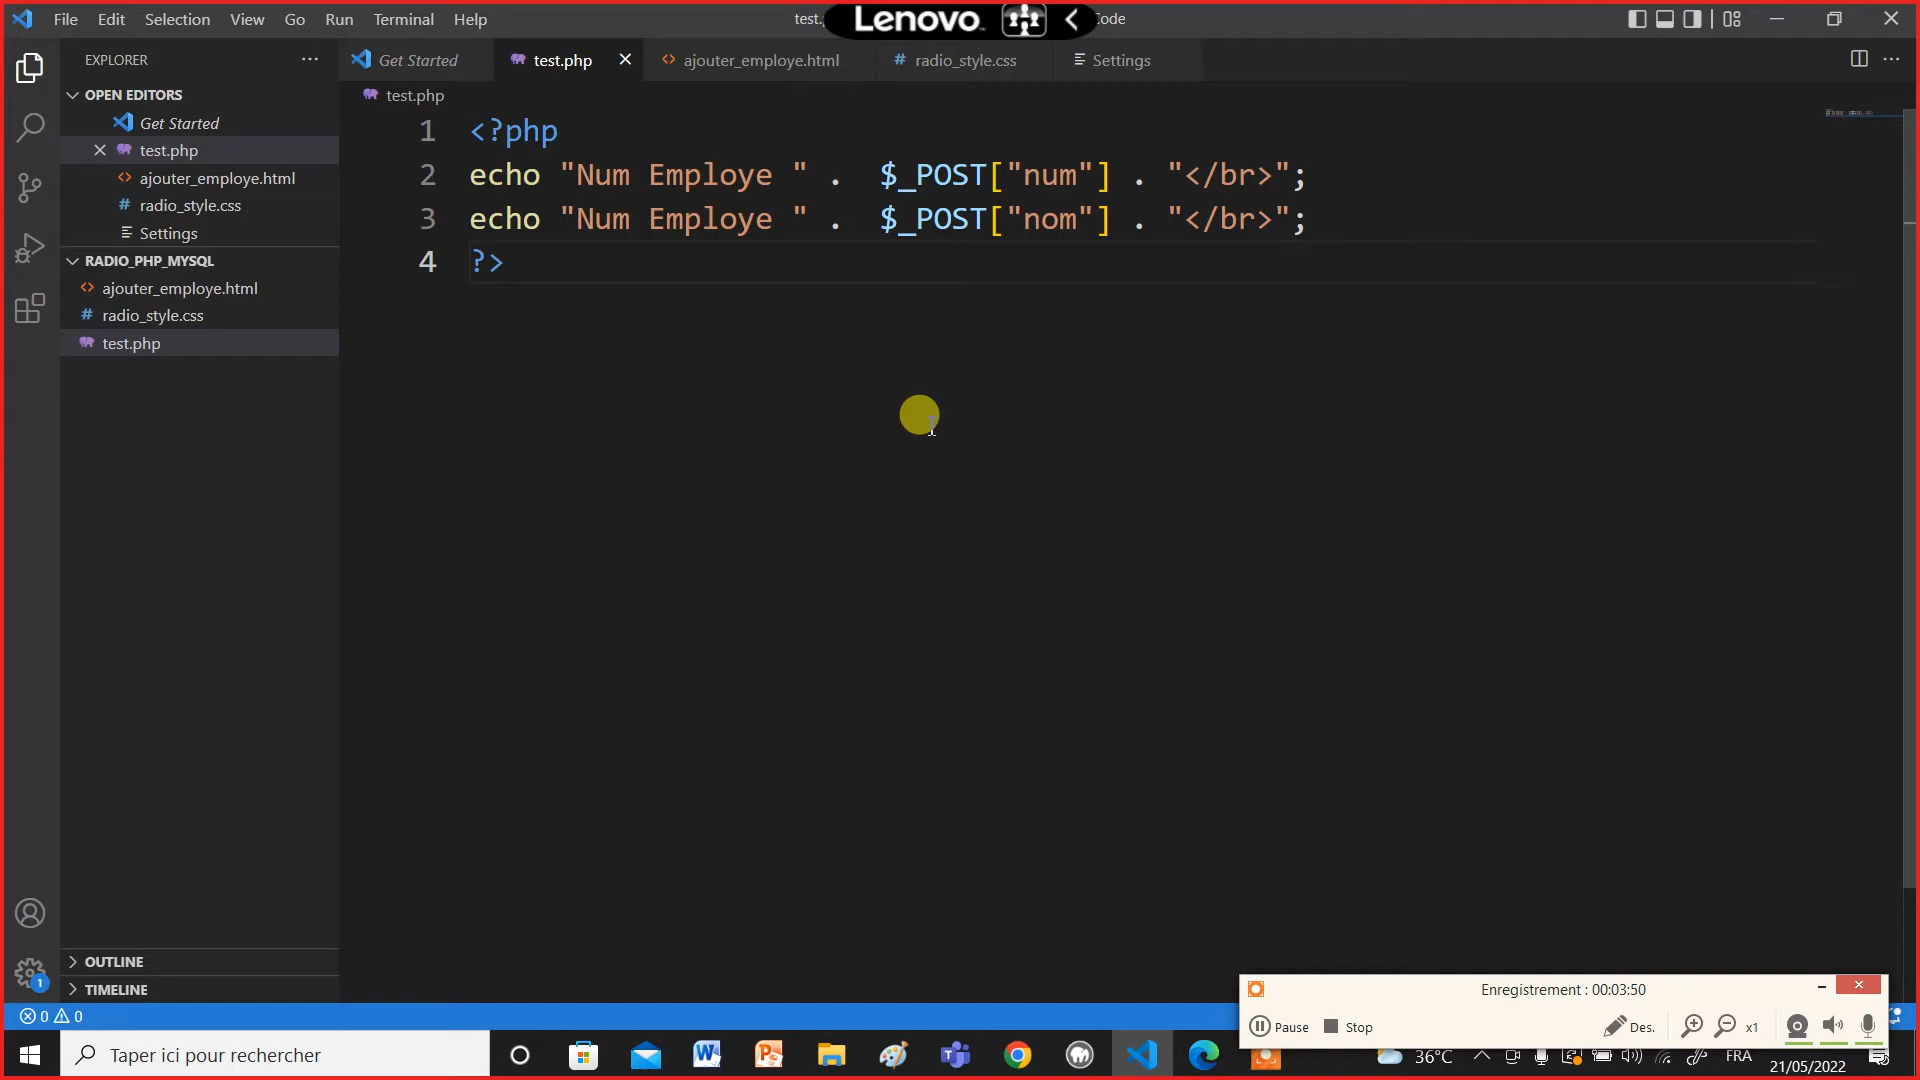 File Edit Selection View Go Run Terminal Help
test.
Lenovo
Code
EXPLORER
OPEN EDITORS
Get Started
test.php
ajouter_employe.html
radio_style.css
Settings
RADIO_PHP_MYSQL
ajouter_employe.html
radio_style.css
test.php
OUTLINE
TIMELINE
Get Started
test.php
ajouter_employe.html
radio_style.css
Settings
test.php
1 <?php
2 echo "Num Employe " .  $_POST["num"] . "</br>";
3 echo "Num Employe " .  $_POST["nom"] . "</br>";
4 ?>
Enregistrement : 00:03:50
Pause Stop Des. x1
0 0
1
Taper ici pour rechercher
36°C
FRA
21/05/2022